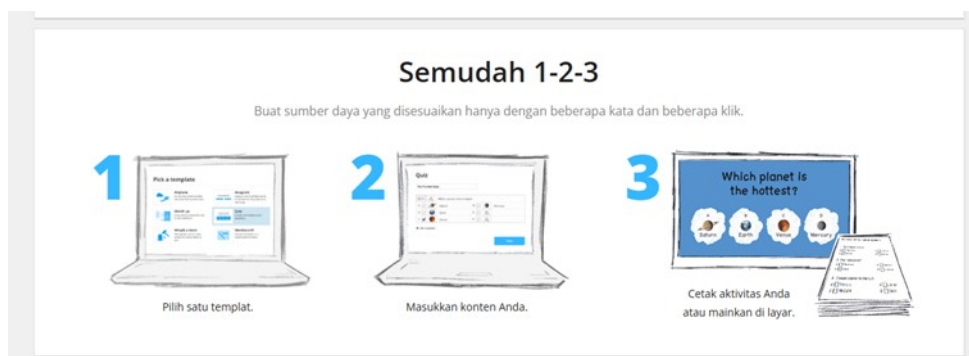 Semudah 1-2-3
Buat sumber daya yang disesuaikan hanya dengan beberapa kata dan beberapa klik.
1
Pick a template
Pilih satu templat.
2
Quiz
Masukkan konten Anda.
3
Which planet is
the hottest?
A B C D
Saturn Earth Venus Mercury
Cetak aktivitas Anda
atau mainkan di layar.